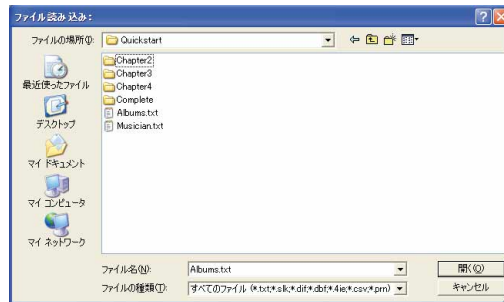 ファイル読み込み：
ファイルの場所(I):
Quickstart
Chapter2
Chapter3
Chapter4
Complete
Albums.txt
Musician.txt
最近使ったファイル
デスクトップ
マイ ドキュメント
マイ コンピュータ
マイ ネットワーク
ファイル名(N):
Albums.txt
開く(O)
ファイルの種類(T):
すべてのファイル (*.txt;*.slk;*.dif;*.dbf;*.4ie;*.csv;*.prn)
キャンセル